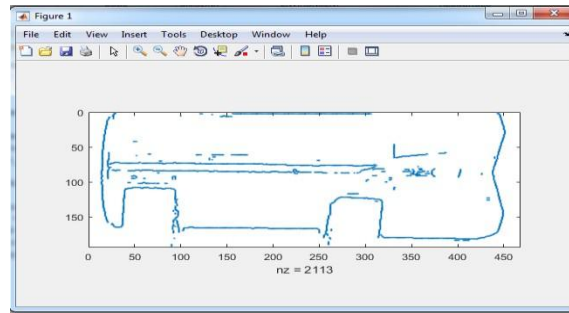 Figure 1
File Edit View Insert Tools Desktop Window Help
0
50
100
150
0 50 100 150 200 250 300 350 400 450
nz = 2113